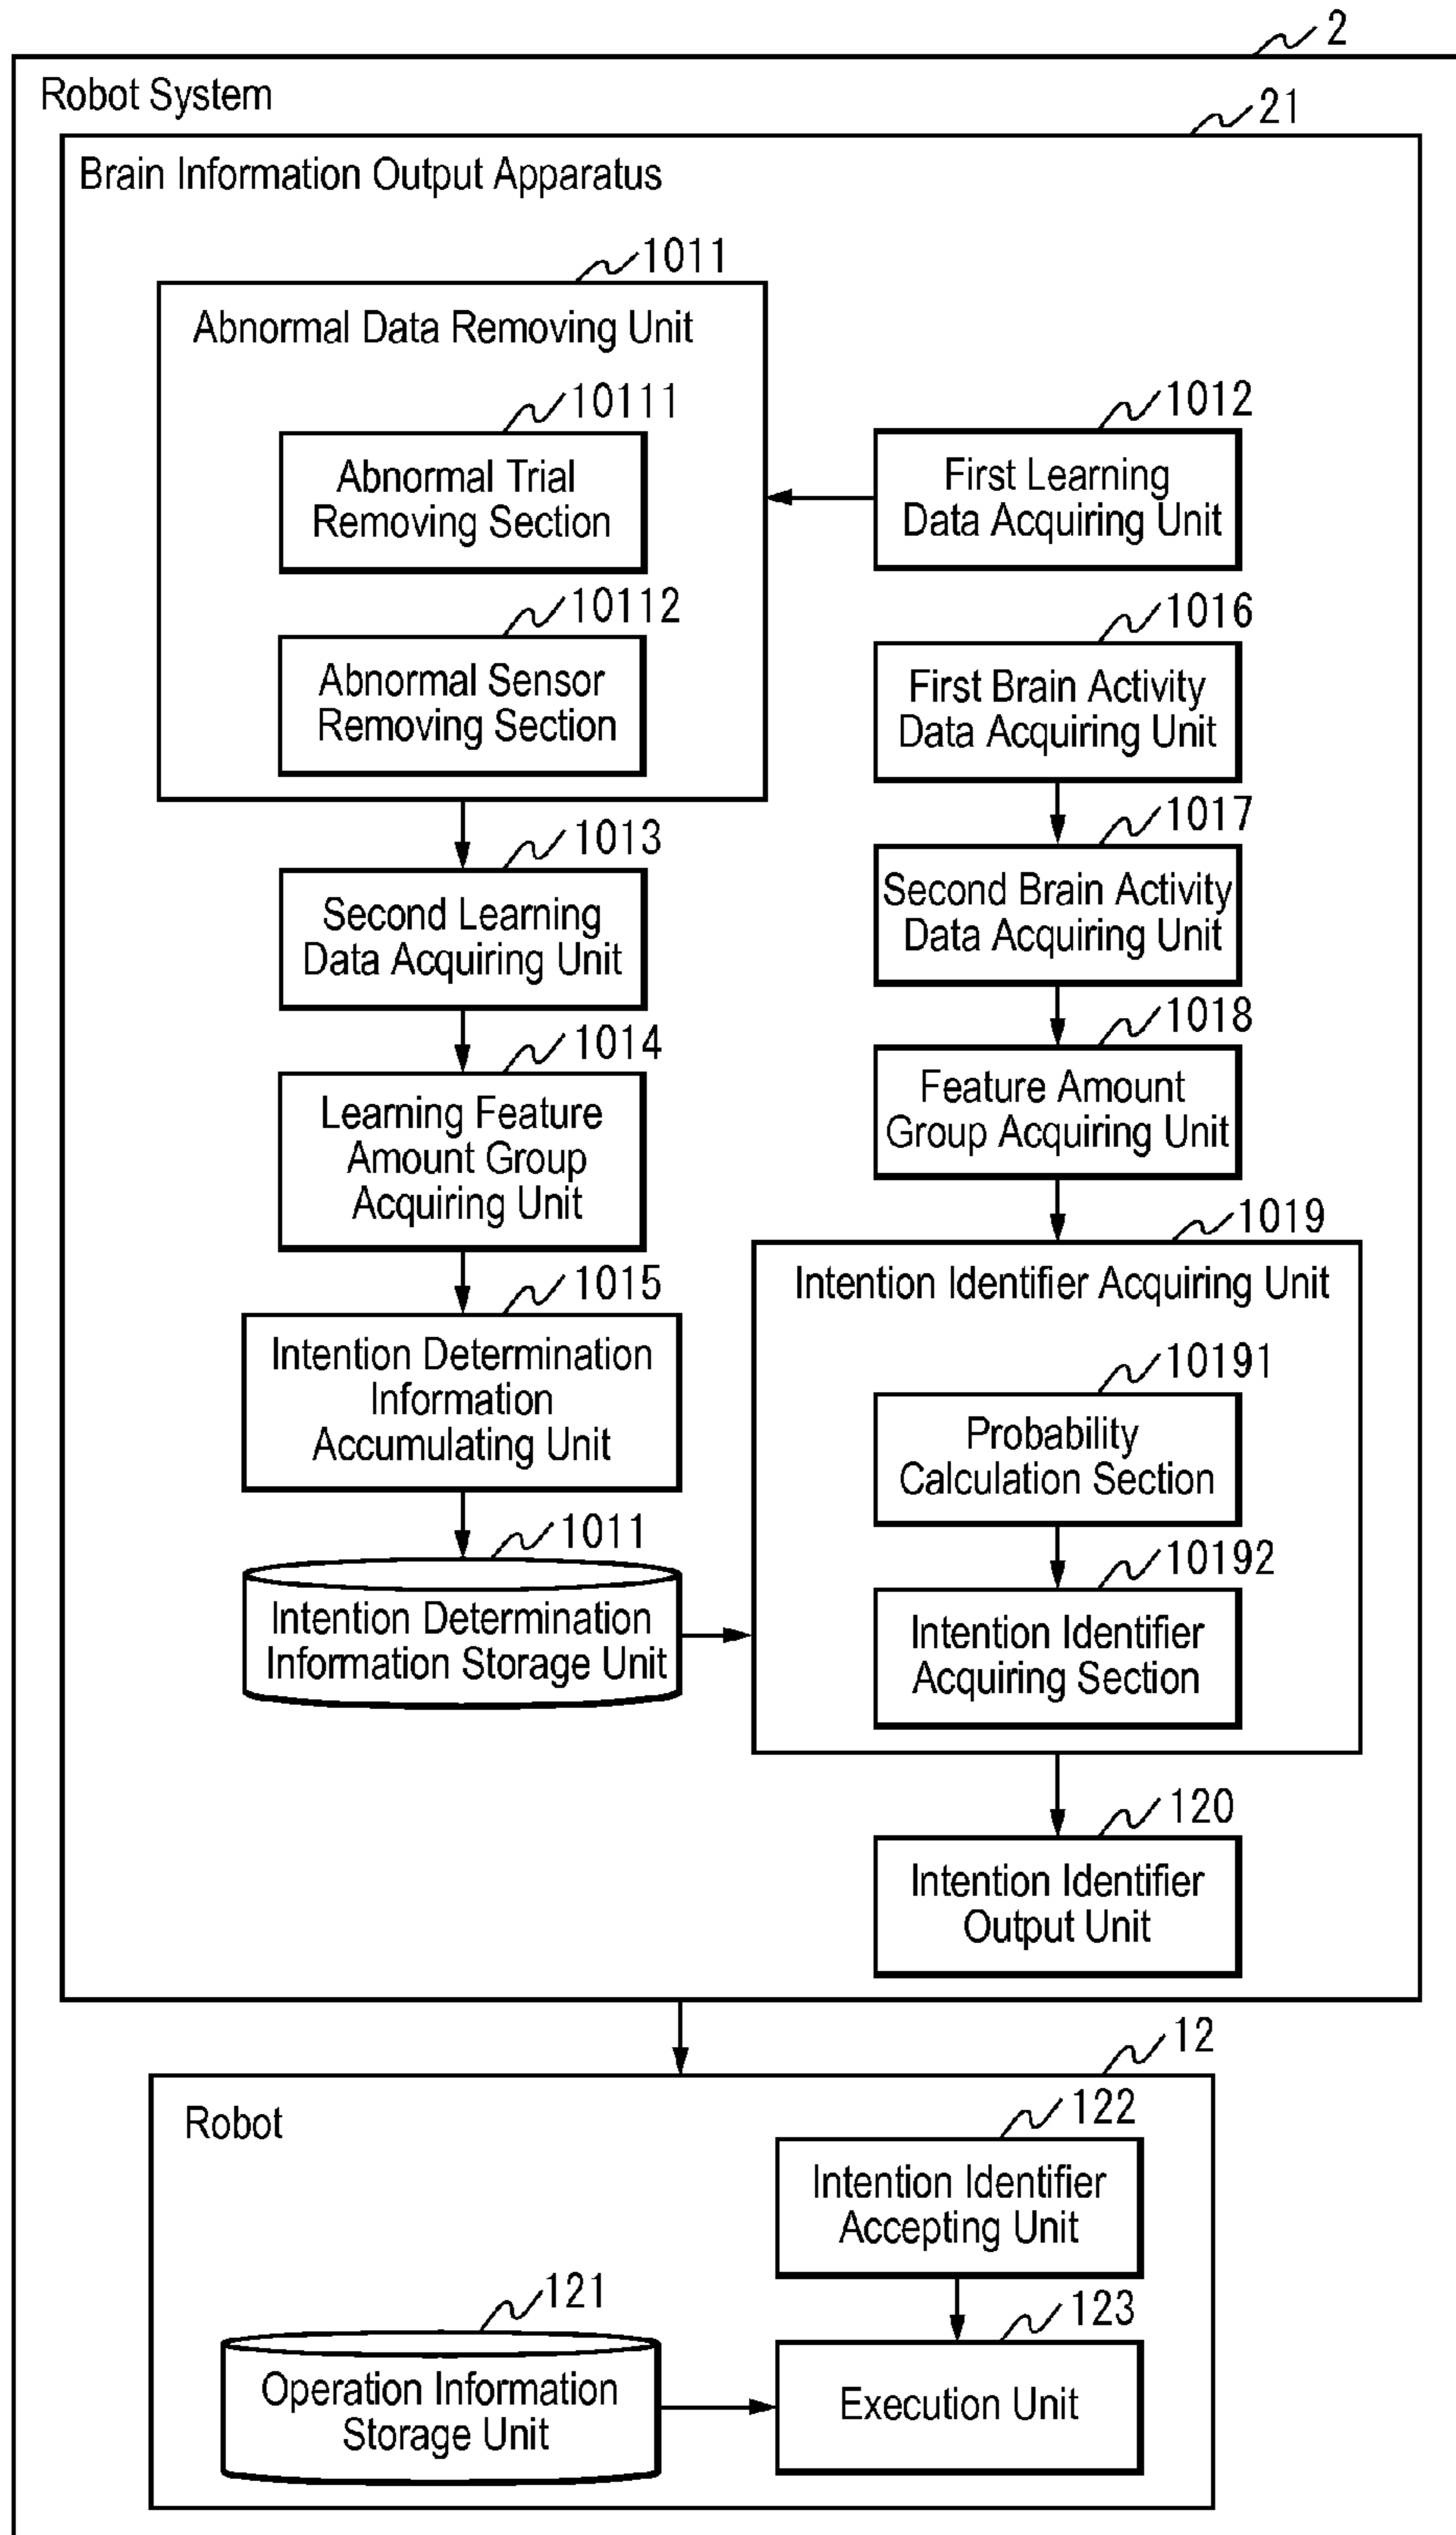 2
Robot System
21
Brain Information Output Apparatus
1011
Abnormal Data Removing Unit
10111
Abnormal Trial
Removing Section
10112
Abnormal Sensor
Removing Section
1012
First Learning
Data Acquiring Unit
1016
First Brain Activity
Data Acquiring Unit
1013
Second Learning
Data Acquiring Unit
1017
Second Brain Activity
Data Acquiring Unit
1014
Learning Feature
Amount Group
Acquiring Unit
1018
Feature Amount
Group Acquiring Unit
1015
Intention Determination
Information
Accumulating Unit
1011
Intention Determination
Information Storage Unit
1019
Intention Identifier Acquiring Unit
10191
Probability
Calculation Section
10192
Intention Identifier
Acquiring Section
120
Intention Identifier
Output Unit
12
Robot
122
Intention Identifier
Accepting Unit
121
Operation Information
Storage Unit
123
Execution Unit